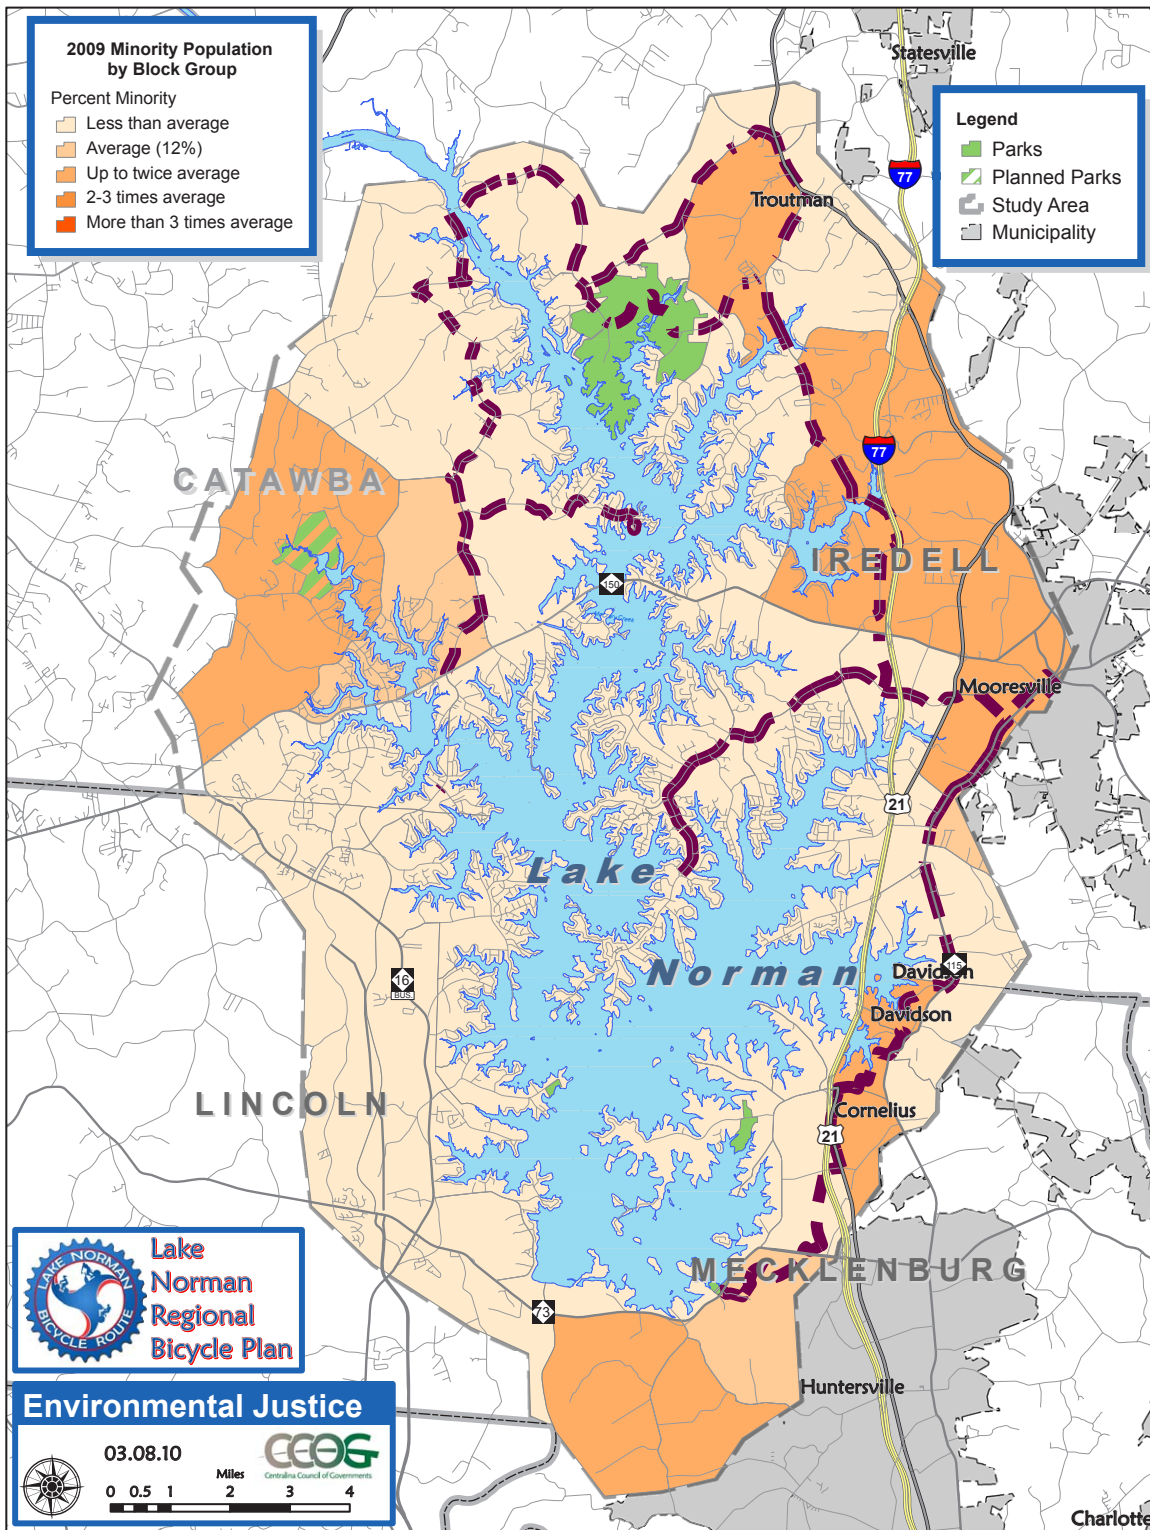 2009 Minority Population
by Block Group
Percent Minority
Less than average
Average (12%)
Up to twice average
2-3 times average
More than 3 times average
Statesville
Legend
Parks
Planned Parks
Study Area
Municipality
77
Troutman
77
CATAWBA
IREDELL
150
Mooresville
21
Lake
Norman
115
Davidson
Davidson
16
BUS
LINCOLN
Cornelius
21
MECKLENBURG
73
Huntersville
Charlotte
LAKE NORMAN
BICYCLE ROUTE
Lake
Norman
Regional
Bicycle Plan
Environmental Justice
03.08.10
CCOG
Centralina Council of Governments
Miles
0 0.5 1 2 3 4